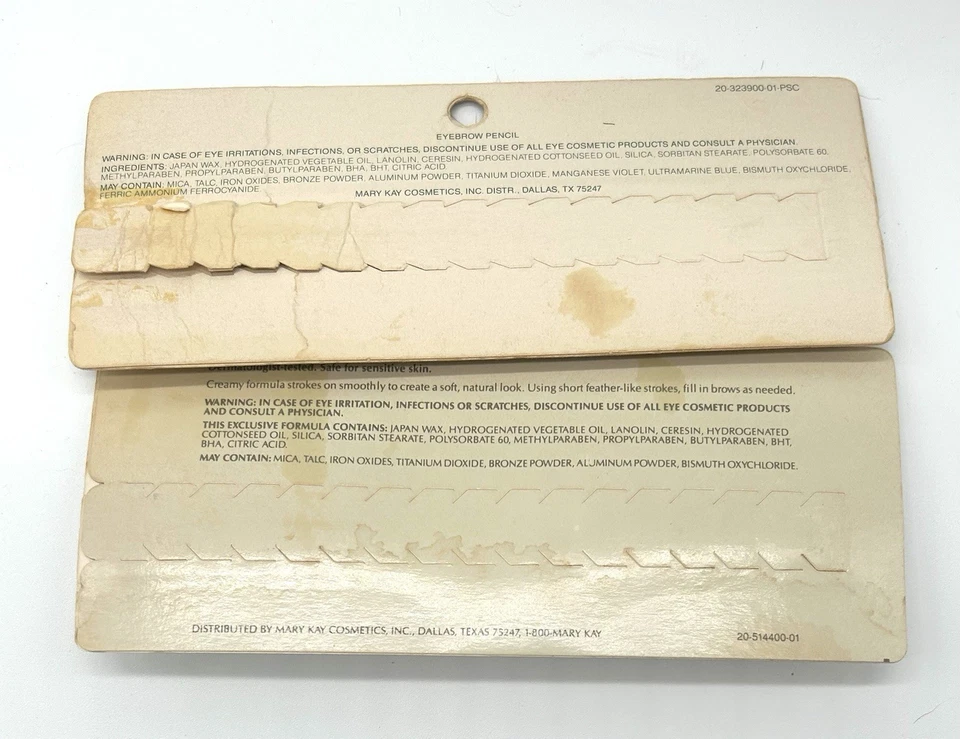 20-323900-01-PSC
EYEBROW PENCIL
WARNING: IN CASE OF EYE IRRITATIONS, INFECTIONS, OR SCRATCHES, DISCONTINUE USE OF ALL EYE COSMETIC PRODUCTS AND CONSULT A PHYSICIAN.
INGREDIENTS: JAPAN WAX, HYDROGENATED VEGETABLE OIL, LANOLIN, CERESIN, HYDROGENATED COTTONSEED OIL, SILICA, SORBITAN STEARATE, POLYSORBATE 60,
METHYLPARABEN, PROPYLPARABEN, BUTYLPARABEN, BHA, BHT, CITRIC ACID.
MAY CONTAIN: MICA, TALC, IRON OXIDES, BRONZE POWDER, ALUMINUM POWDER, TITANIUM DIOXIDE, MANGANESE VIOLET, ULTRAMARINE BLUE, BISMUTH OXYCHLORIDE,
FERRIC AMMONIUM FERROCYANIDE.
MARY KAY COSMETICS, INC. DISTR., DALLAS, TX 75247
Dermatologist-tested. Safe for sensitive skin.
Creamy formula strokes on smoothly to create a soft, natural look. Using short feather-like strokes, fill in brows as needed.
WARNING: IN CASE OF EYE IRRITATION, INFECTIONS OR SCRATCHES, DISCONTINUE USE OF ALL EYE COSMETIC PRODUCTS
AND CONSULT A PHYSICIAN.
THIS EXCLUSIVE FORMULA CONTAINS: JAPAN WAX, HYDROGENATED VEGETABLE OIL, LANOLIN, CERESIN, HYDROGENATED
COTTONSEED OIL, SILICA, SORBITAN STEARATE, POLYSORBATE 60, METHYLPARABEN, PROPYLPARABEN, BUTYLPARABEN, BHT,
BHA, CITRIC ACID.
MAY CONTAIN: MICA, TALC, IRON OXIDES, TITANIUM DIOXIDE, BRONZE POWDER, ALUMINUM POWDER, BISMUTH OXYCHLORIDE.
DISTRIBUTED BY MARY KAY COSMETICS, INC., DALLAS, TEXAS 75247, 1-800-MARY KAY
20-514400-01